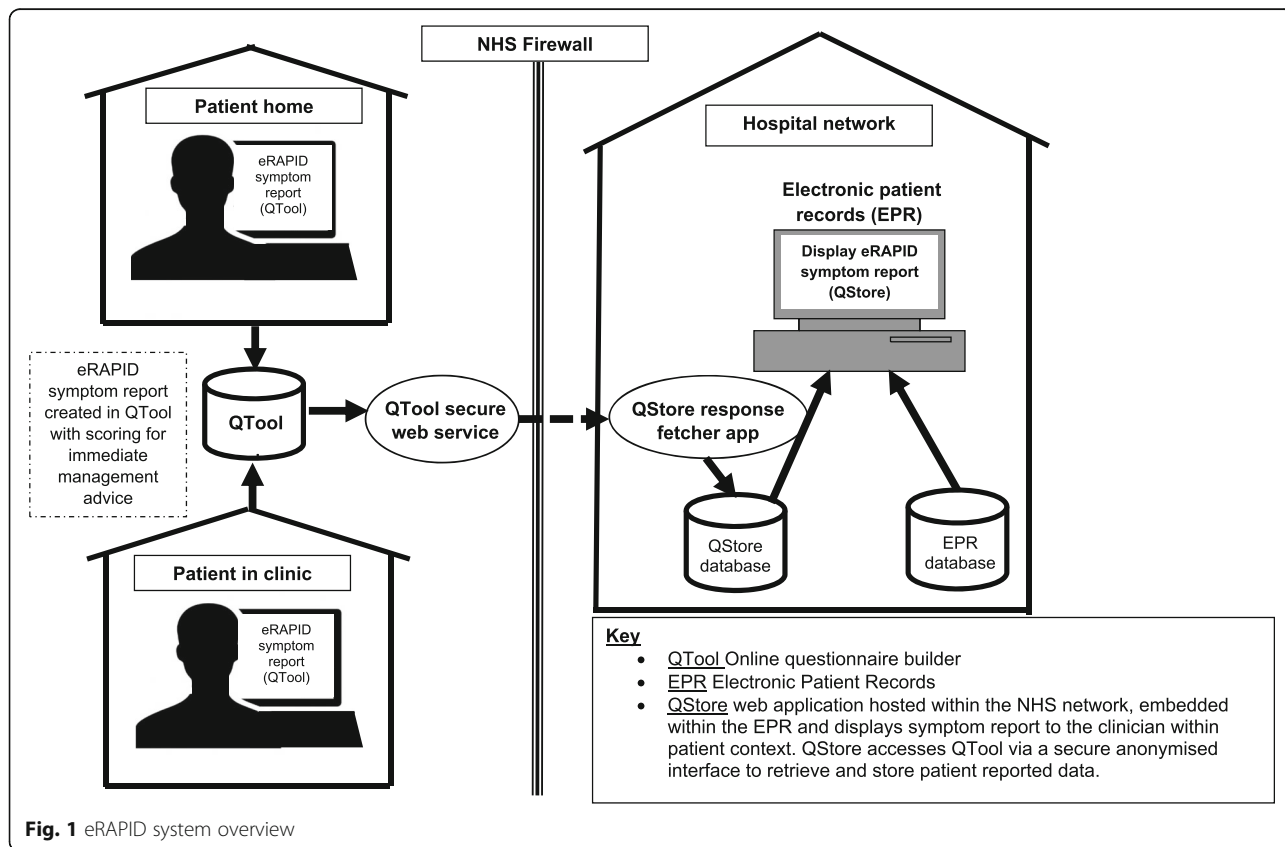 NHS Firewall
Patient home
eRAPID
symptom
report
(QTool)
Hospital network
Electronic patient
records (EPR)
Display eRAPID
symptom report
(QStore)
eRAPID
symptom report
created in QTool
with scoring for
immediate
management
advice
QTool
QTool secure
web service
QStore response
fetcher app
QStore
database
EPR
database
Patient in clinic
eRAPID
symptom
report
(QTool)
Key
• QTool Online questionnaire builder
• EPR Electronic Patient Records
• QStore web application hosted within the NHS network, embedded
within the EPR and displays symptom report to the clinician within
patient context. QStore accesses QTool via a secure anonymised
interface to retrieve and store patient reported data.
Fig. 1 eRAPID system overview